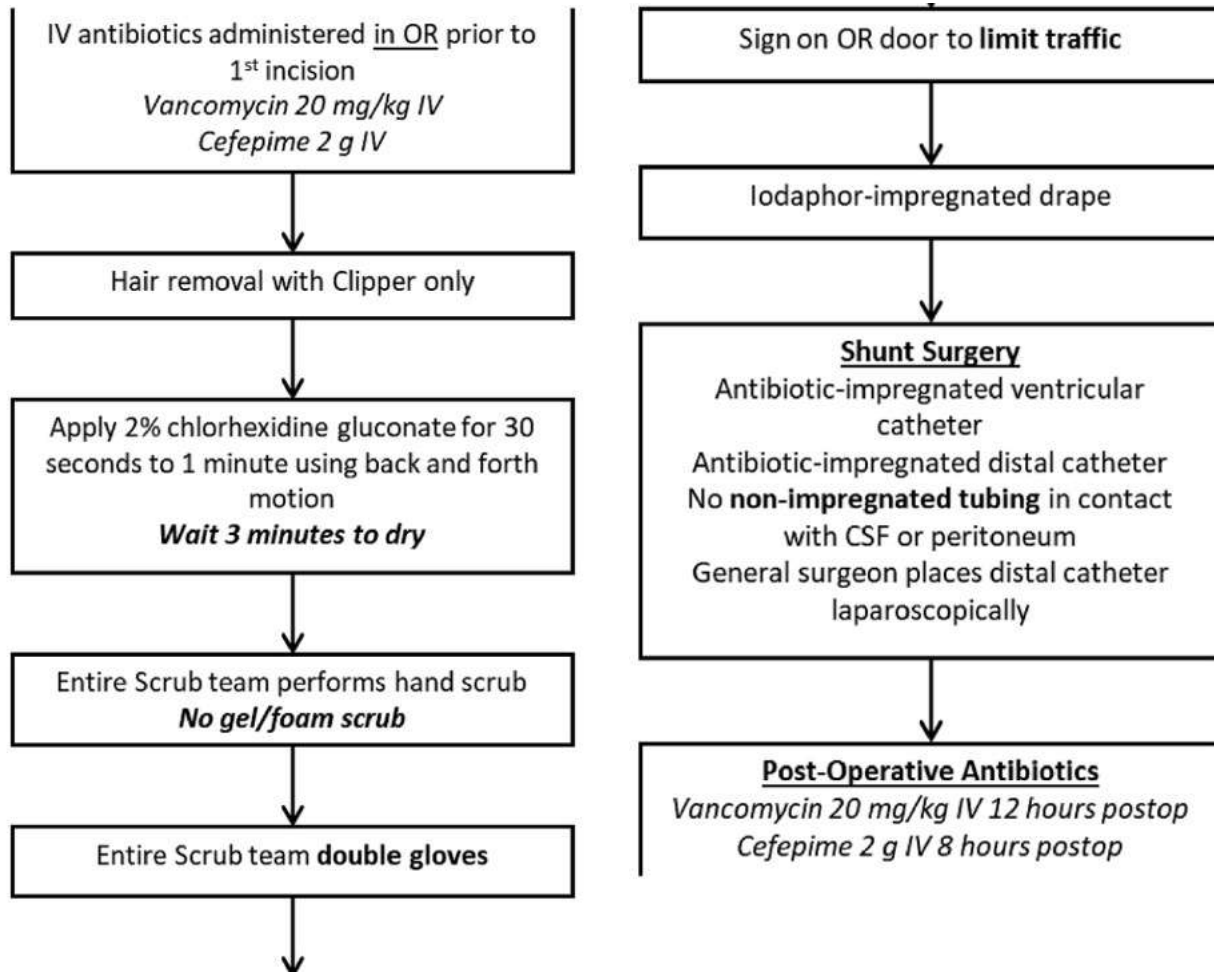 IV antibiotics administered in OR prior to
1st incision
Vancomycin 20 mg/kg IV
Cefepime 2 g IV
Hair removal with Clipper only
Apply 2% chlorhexidine gluconate for 30
seconds to 1 minute using back and forth
motion
Wait 3 minutes to dry
Entire Scrub team performs hand scrub
No gel/foam scrub
Entire Scrub team double gloves
Sign on OR door to limit traffic
Iodaphor-impregnated drape
Shunt Surgery
Antibiotic-impregnated ventricular
catheter
Antibiotic-impregnated distal catheter
No non-impregnated tubing in contact
with CSF or peritoneum
General surgeon places distal catheter
laparoscopically
Post-Operative Antibiotics
Vancomycin 20 mg/kg IV 12 hours postop
Cefepime 2 g IV 8 hours postop